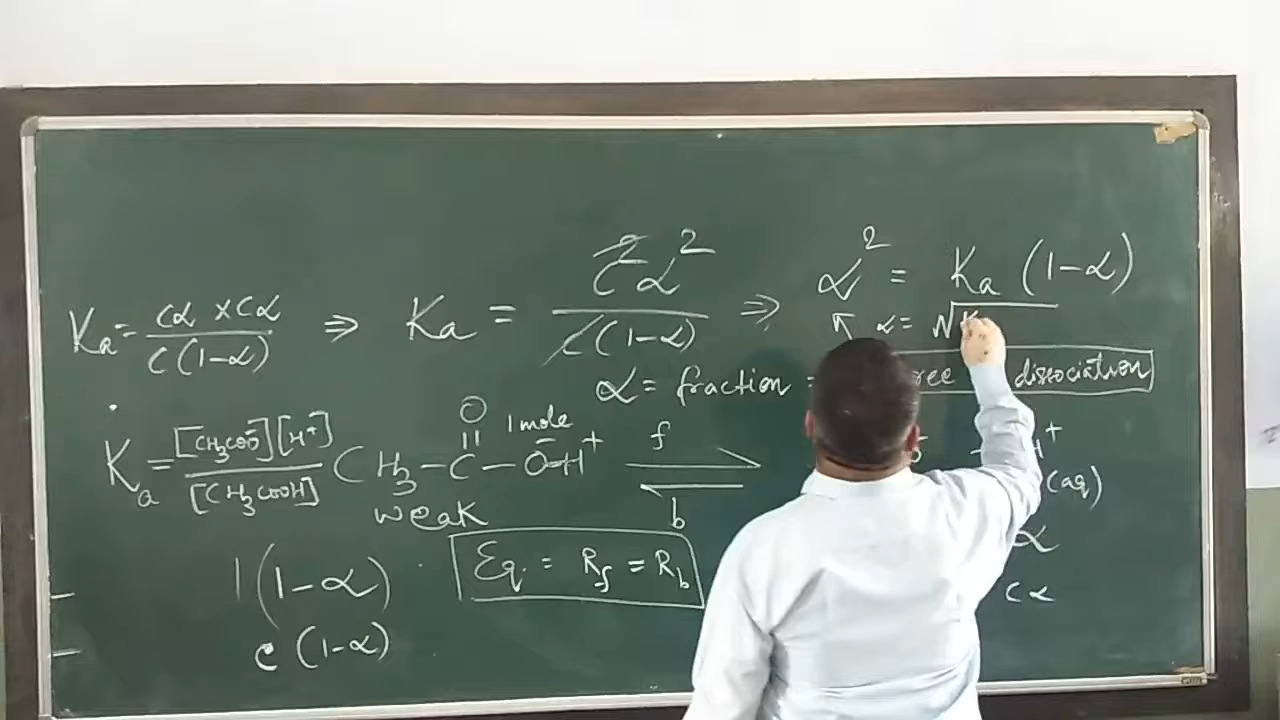 Ka = cα × cα / c(1-α) ⇒ Ka = c²α² / c(1-α) ⇒ α² = Ka (1-α)
α = √K
α = fraction =
dissociation
Ka = [CH₃COO⁻][H⁺] / [CH₃COOH]
O
||
1 mole
CH₃-C-O⁻-H⁺ ⇌
f
b
weak
(aq)
1(1-α)
Eq. = Rf = Rb
α
c(1-α)
cα